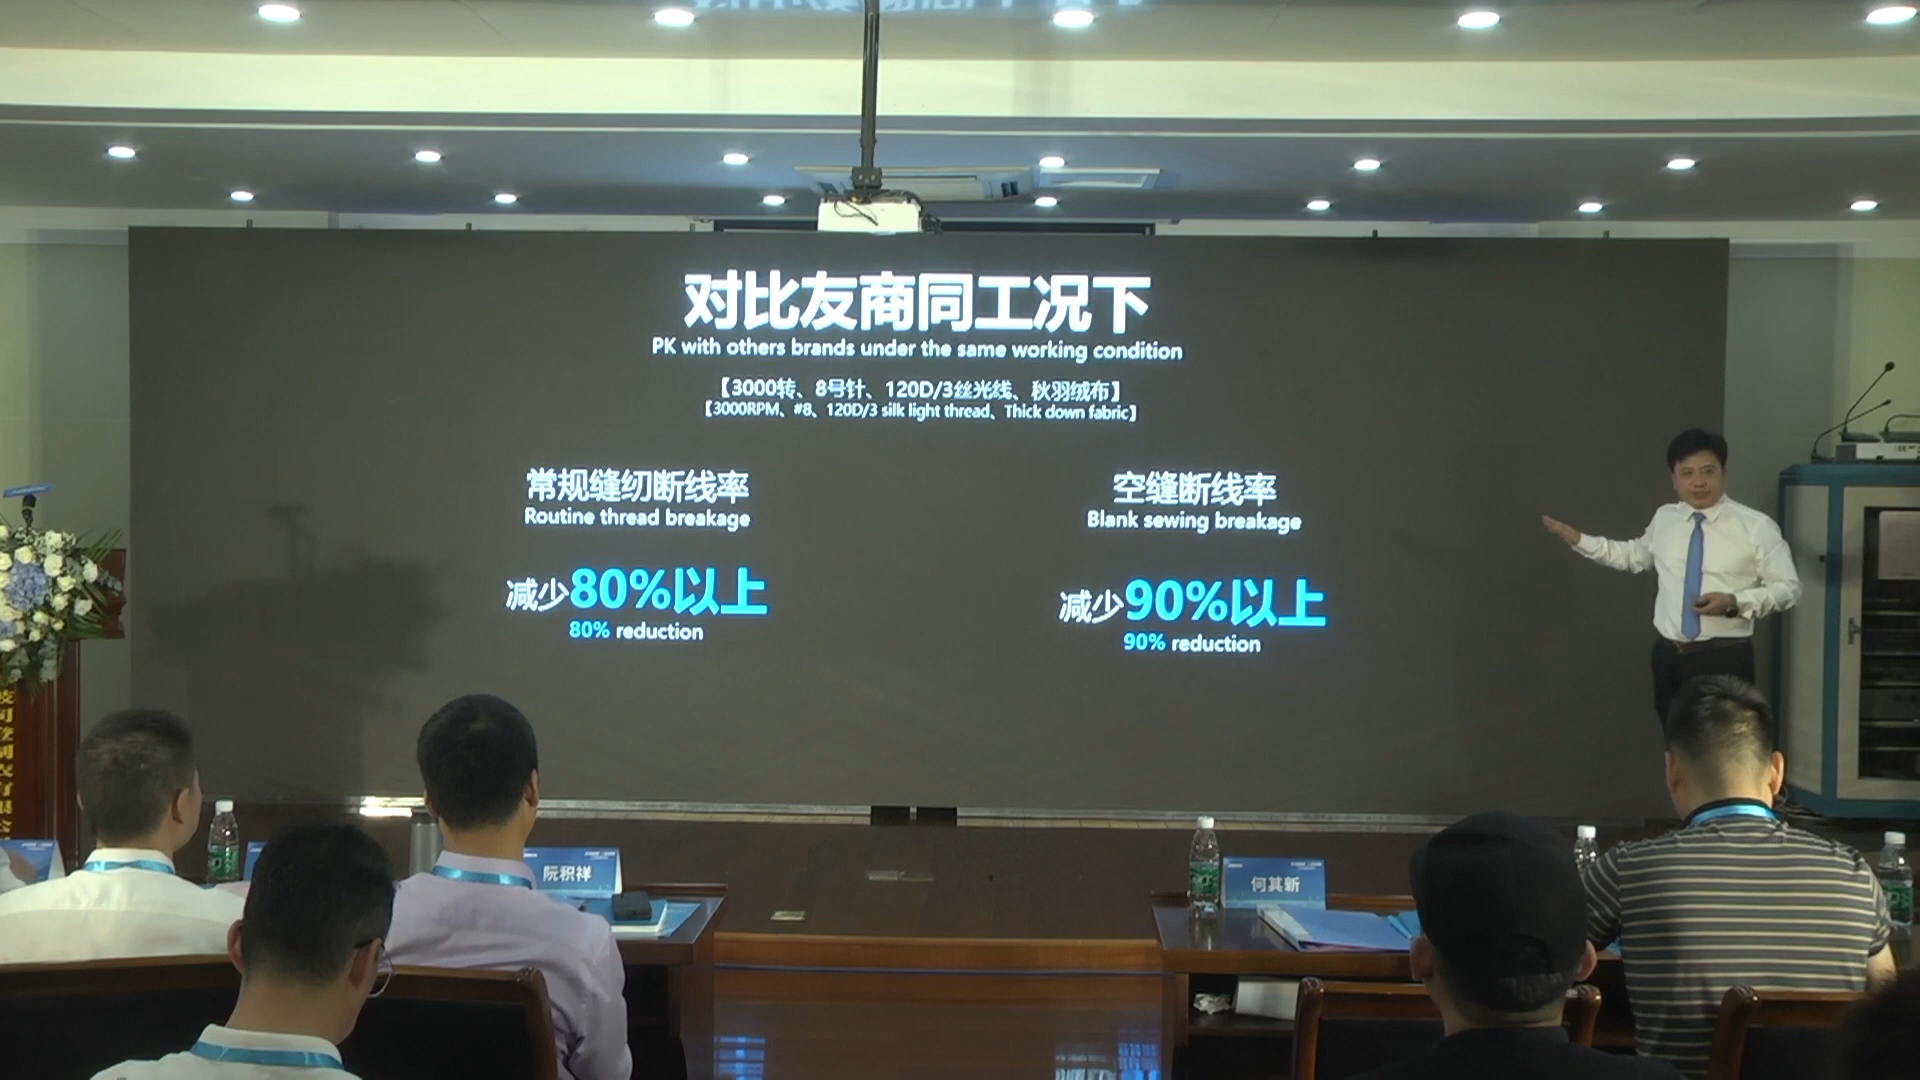 对比友商同工况下
PK with others brands under the same working condition
【3000转、8号针、120D/3丝光线、秋羽绒布】
【3000RPM、#8、120D/3 silk light thread、Thick down fabric】
常规缝纫断线率
Routine thread breakage
减少80%以上
80% reduction
空缝断线率
Blank sewing breakage
减少90%以上
90% reduction
阮积祥
何其新